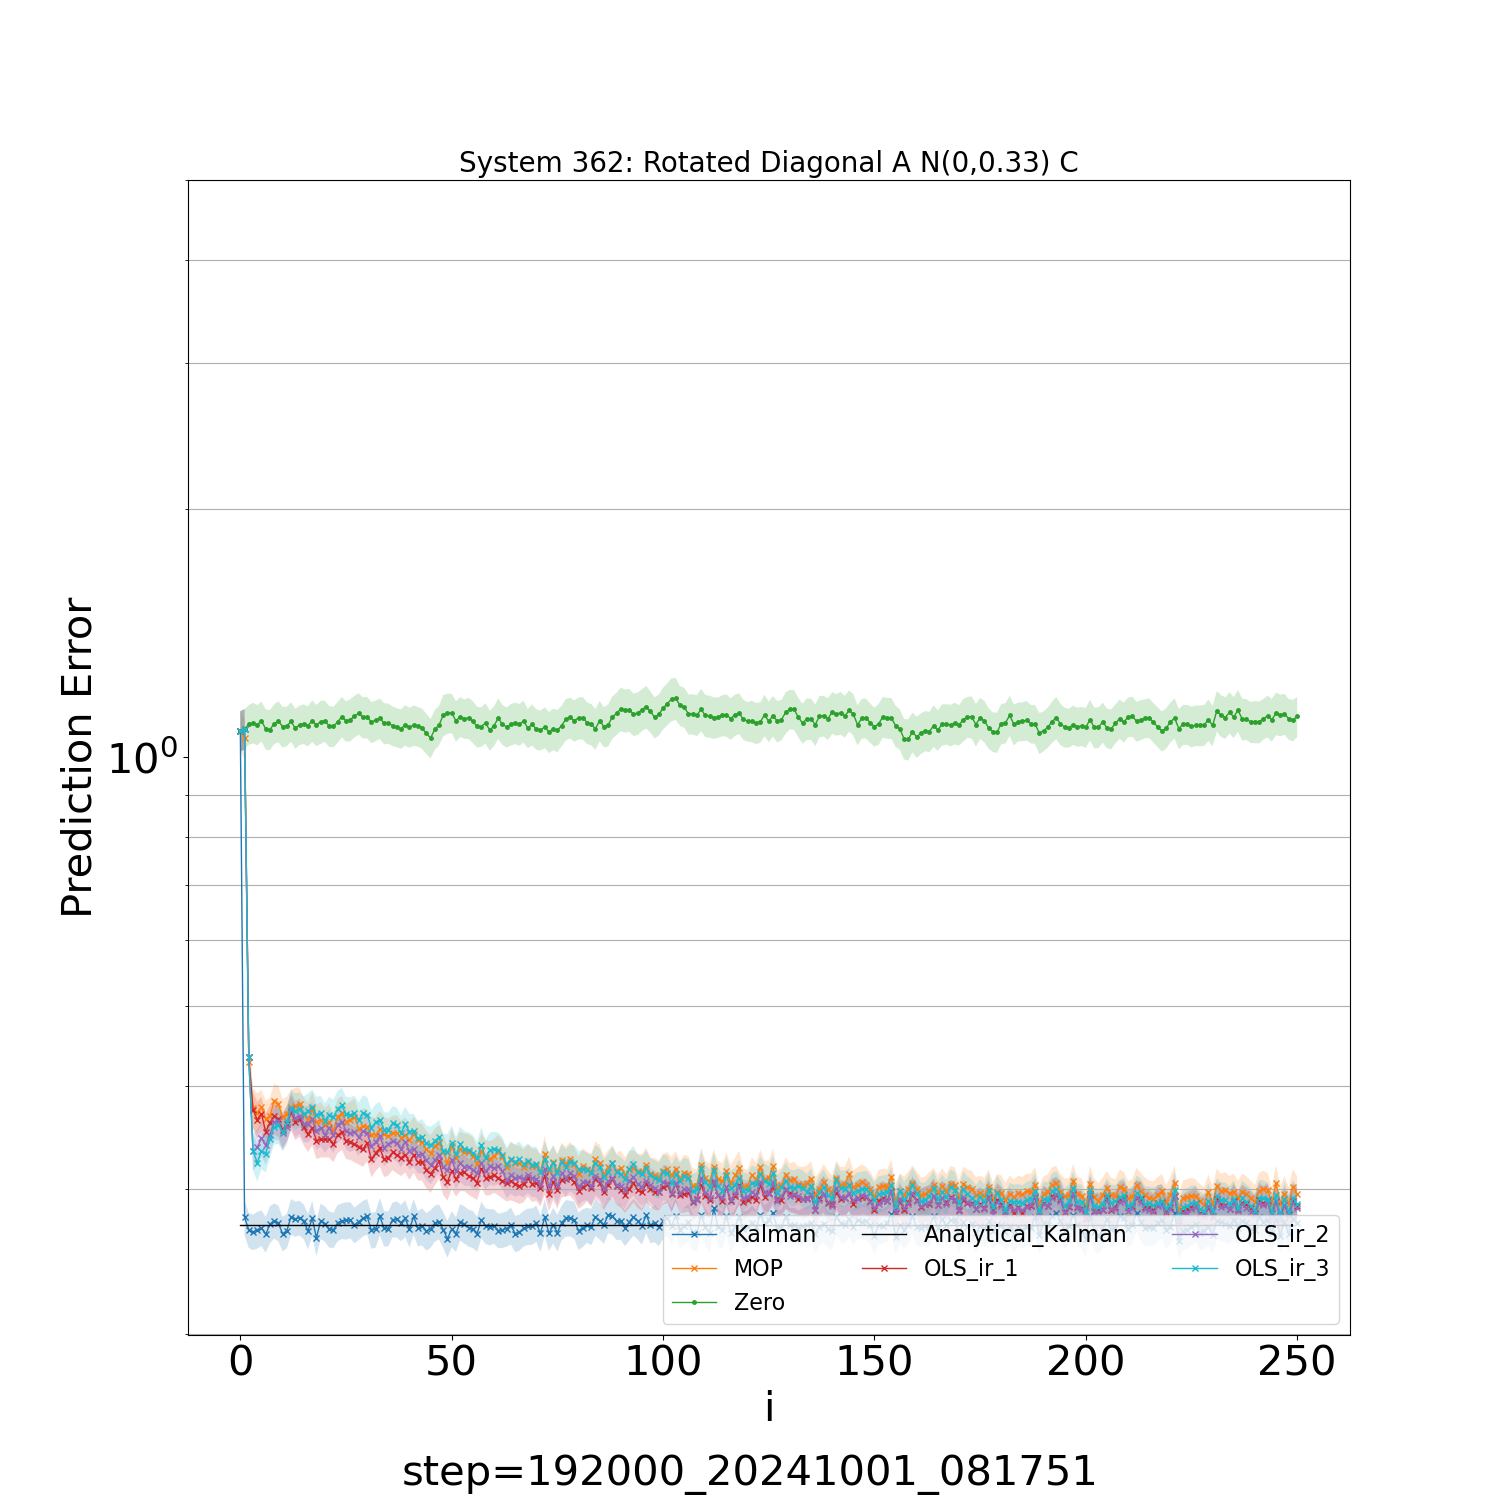 System 362: Rotated Diagonal A N(0,0.33) C
Prediction Error
10⁰
Kalman
MOP
Zero
Analytical_Kalman
OLS_ir_1
OLS_ir_2
OLS_ir_3
0 50 100 150 200 250
i
step=192000_20241001_081751